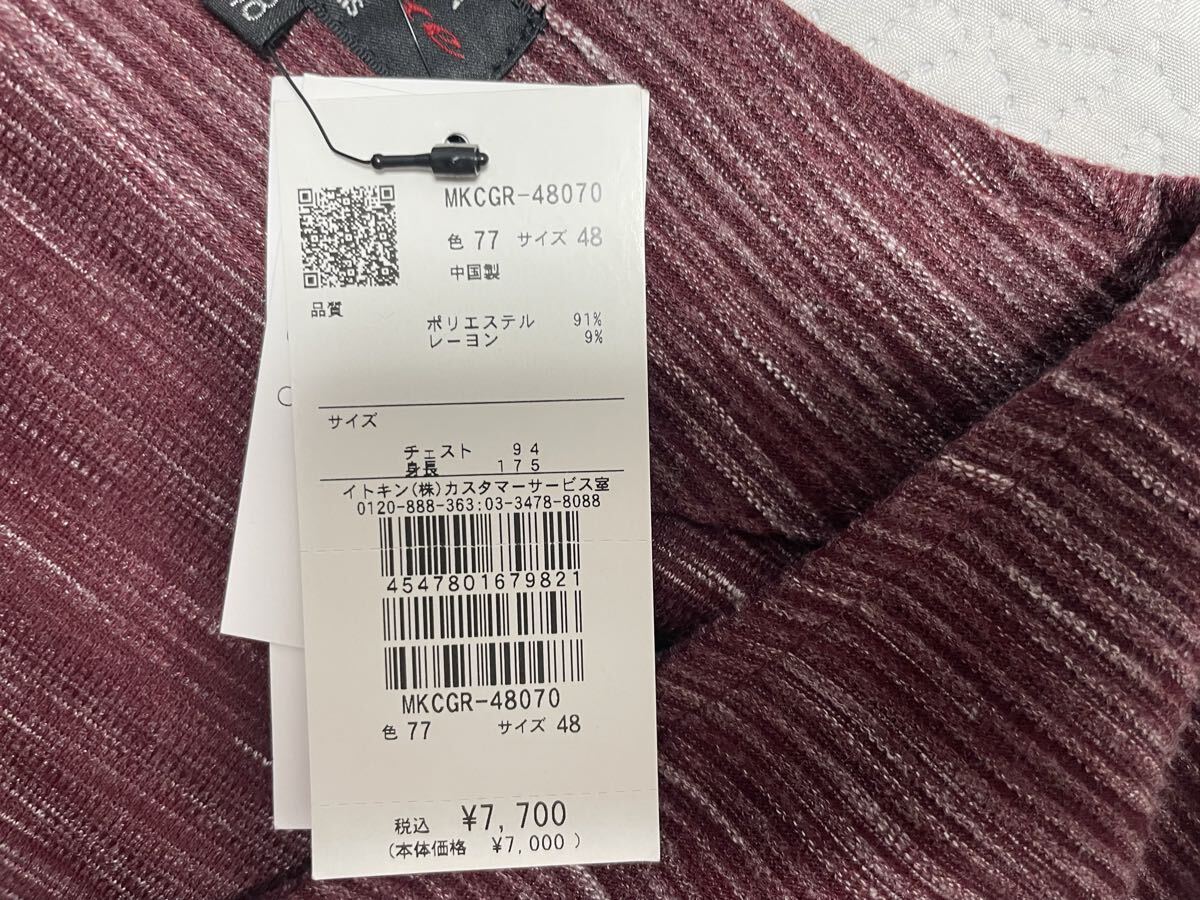 MKCGR-48070
色 77 サイズ 48
中国製
品質
ポリエステル 91%
レーヨン 9%
サイズ
チェスト 94
身長 175
イトキン(株)カスタマーサービス室
0120-888-363:03-3478-8088
4547801679821
MKCGR-48070
色 77 サイズ 48
税込 ¥7,700
(本体価格 ¥7,000 )